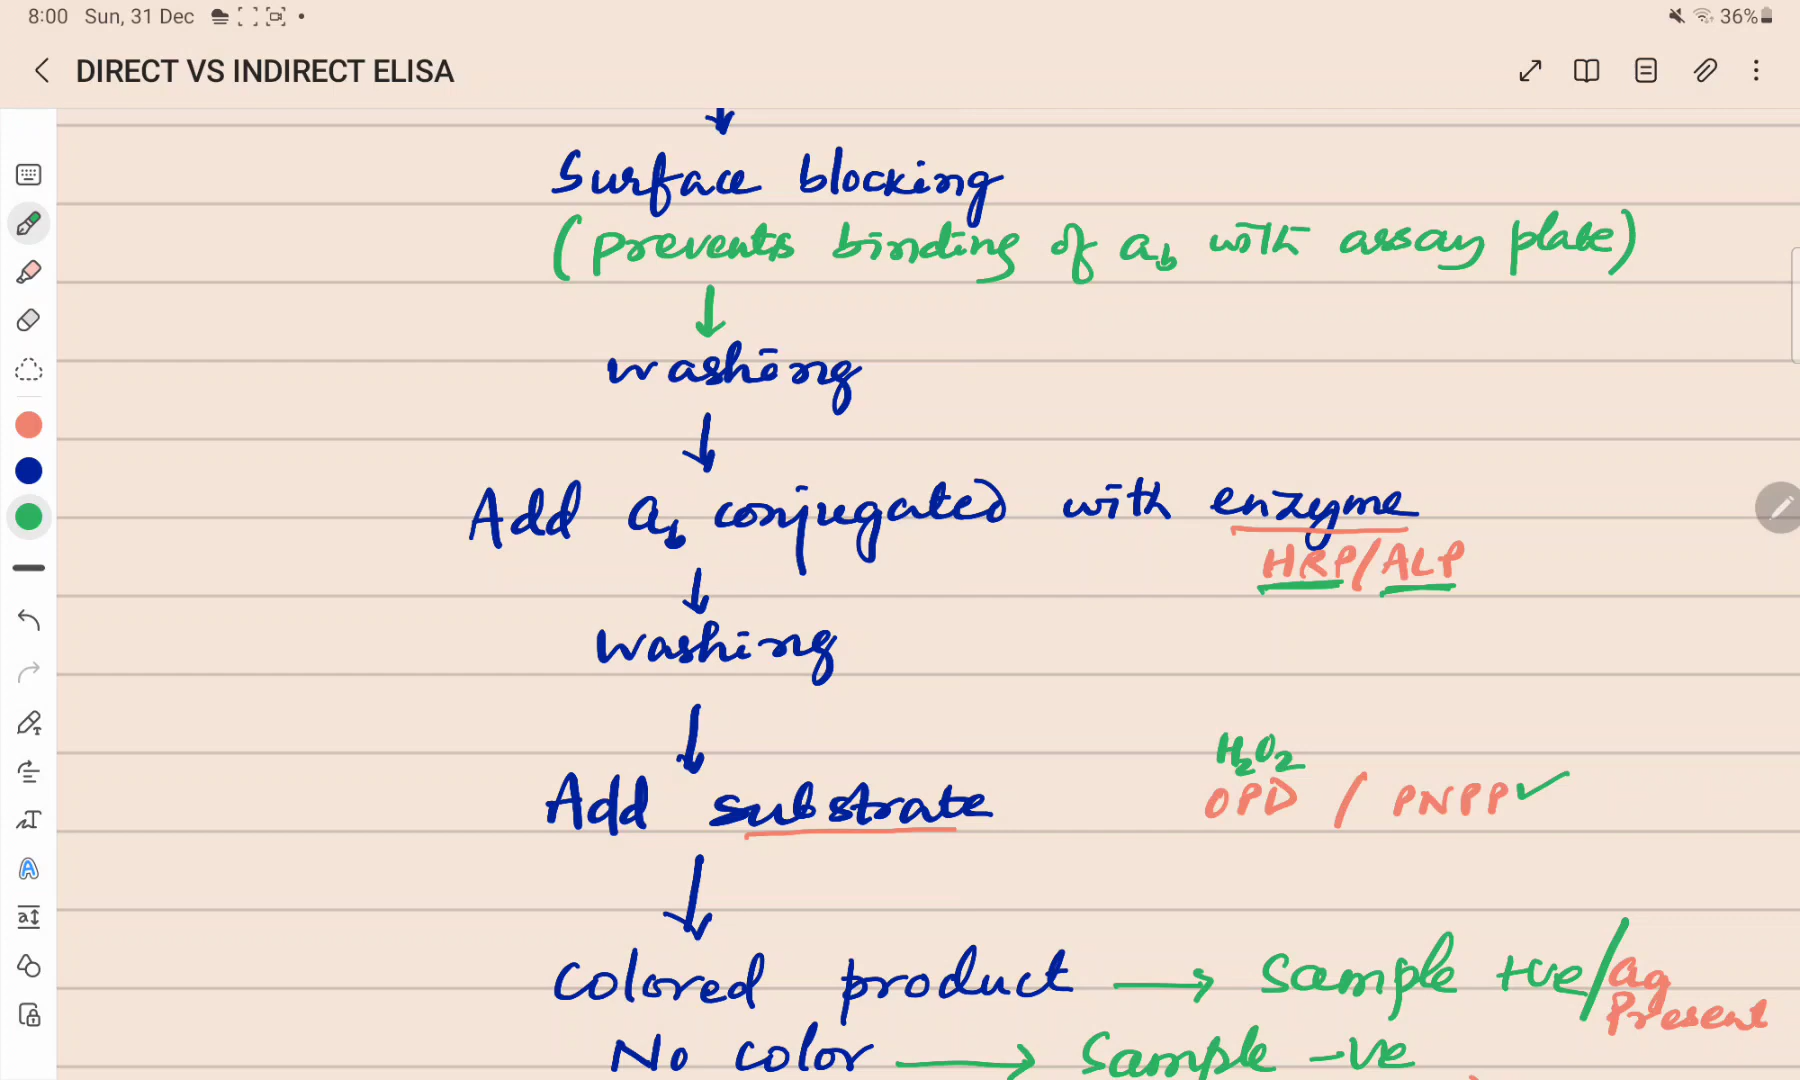 8:00 Sun, 31 Dec
36%
DIRECT VS INDIRECT ELISA
Surface blocking
(prevents binding of ab with assay plate)
washing
Add ab conjugated with enzyme
HRP/ALP
washing
H2O2
Add substrate OPD / PNPP✓
Colored product → Sample +ve/ag
Present
No color → Sample -ve